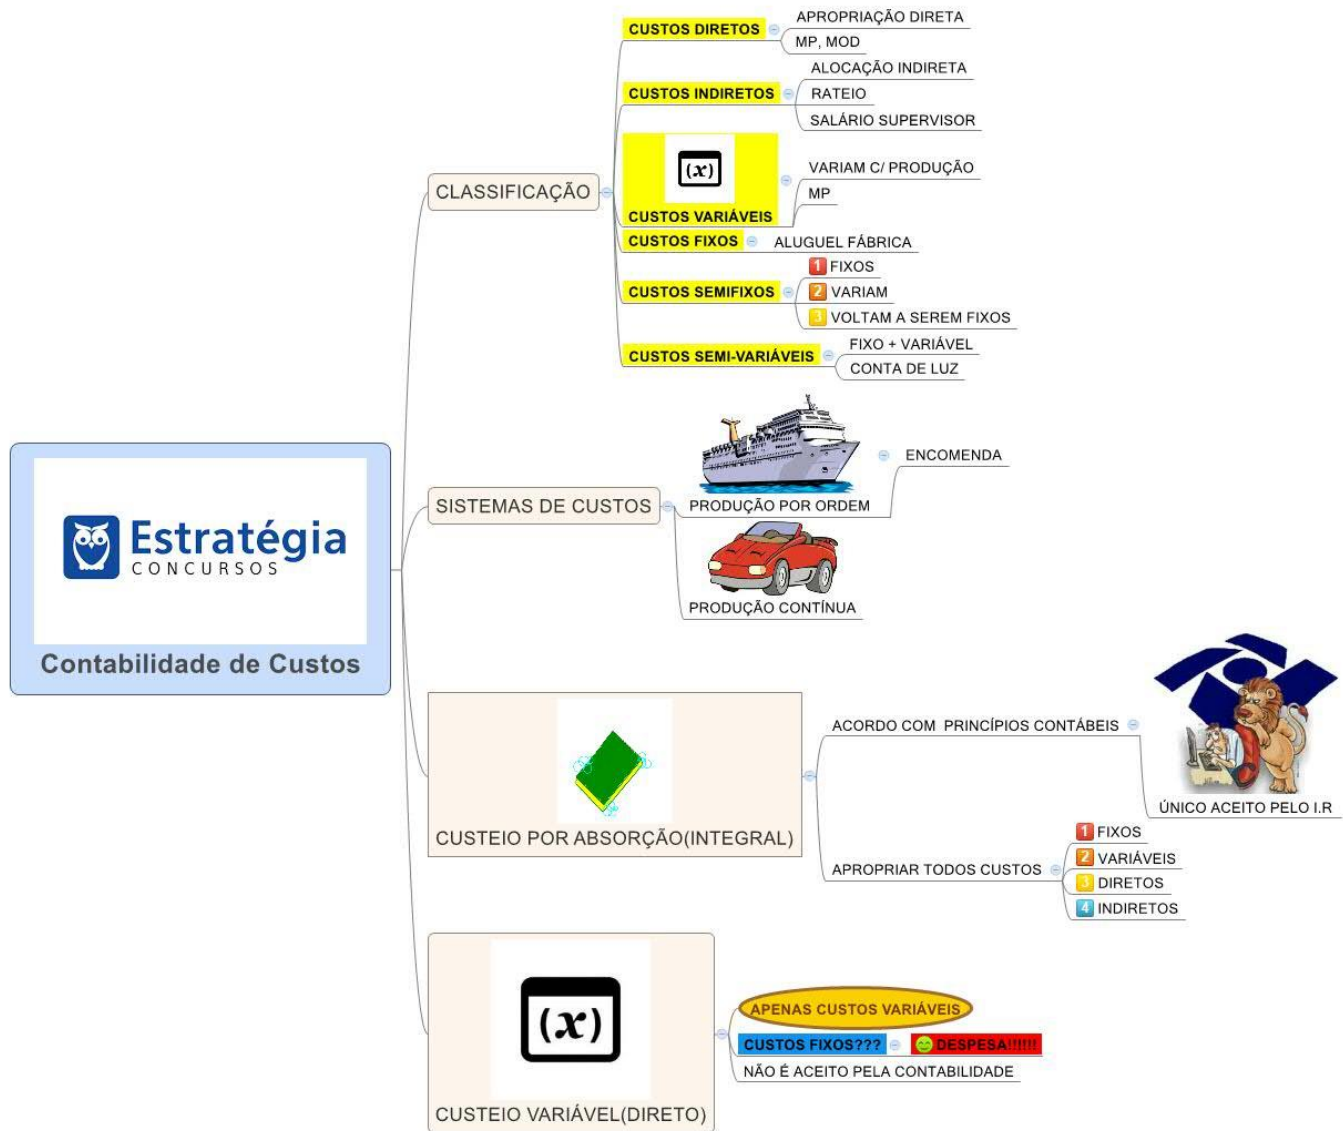 Estratégia
CONCURSOS
Contabilidade de Custos
CLASSIFICAÇÃO
CUSTOS DIRETOS
APROPRIAÇÃO DIRETA
MP, MOD
CUSTOS INDIRETOS
ALOCAÇÃO INDIRETA
RATEIO
SALÁRIO SUPERVISOR
(x)
CUSTOS VARIÁVEIS
VARIAM C/ PRODUÇÃO
MP
CUSTOS FIXOS
ALUGUEL FÁBRICA
CUSTOS SEMIFIXOS
1 FIXOS
2 VARIAM
3 VOLTAM A SEREM FIXOS
CUSTOS SEMI-VARIÁVEIS
FIXO + VARIÁVEL
CONTA DE LUZ
SISTEMAS DE CUSTOS
PRODUÇÃO POR ORDEM
ENCOMENDA
PRODUÇÃO CONTÍNUA
CUSTEIO POR ABSORÇÃO(INTEGRAL)
ACORDO COM PRINCÍPIOS CONTÁBEIS
ÚNICO ACEITO PELO I.R
APROPRIAR TODOS CUSTOS
1 FIXOS
2 VARIÁVEIS
3 DIRETOS
4 INDIRETOS
(x)
CUSTEIO VARIÁVEL(DIRETO)
APENAS CUSTOS VARIÁVEIS
CUSTOS FIXOS???
DESPESA!!!!!!
NÃO É ACEITO PELA CONTABILIDADE